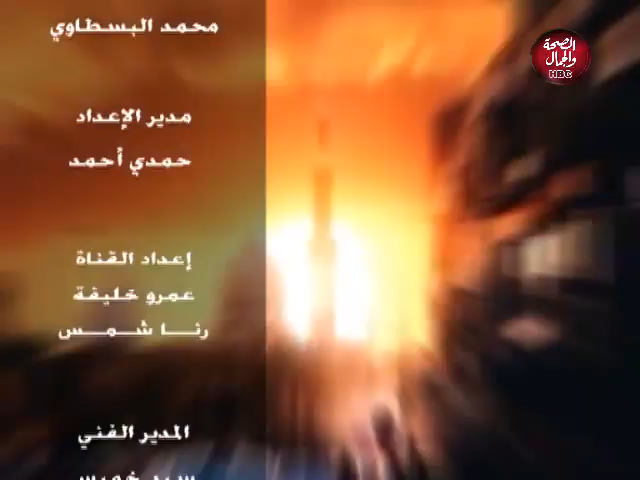 محمد البسطاوي
الصحة
والجمال
HBC
مدير الإعداد
حمدي أحمد
إعداد القناة
عمرو خليفة
رنا شمس
المدير الفني